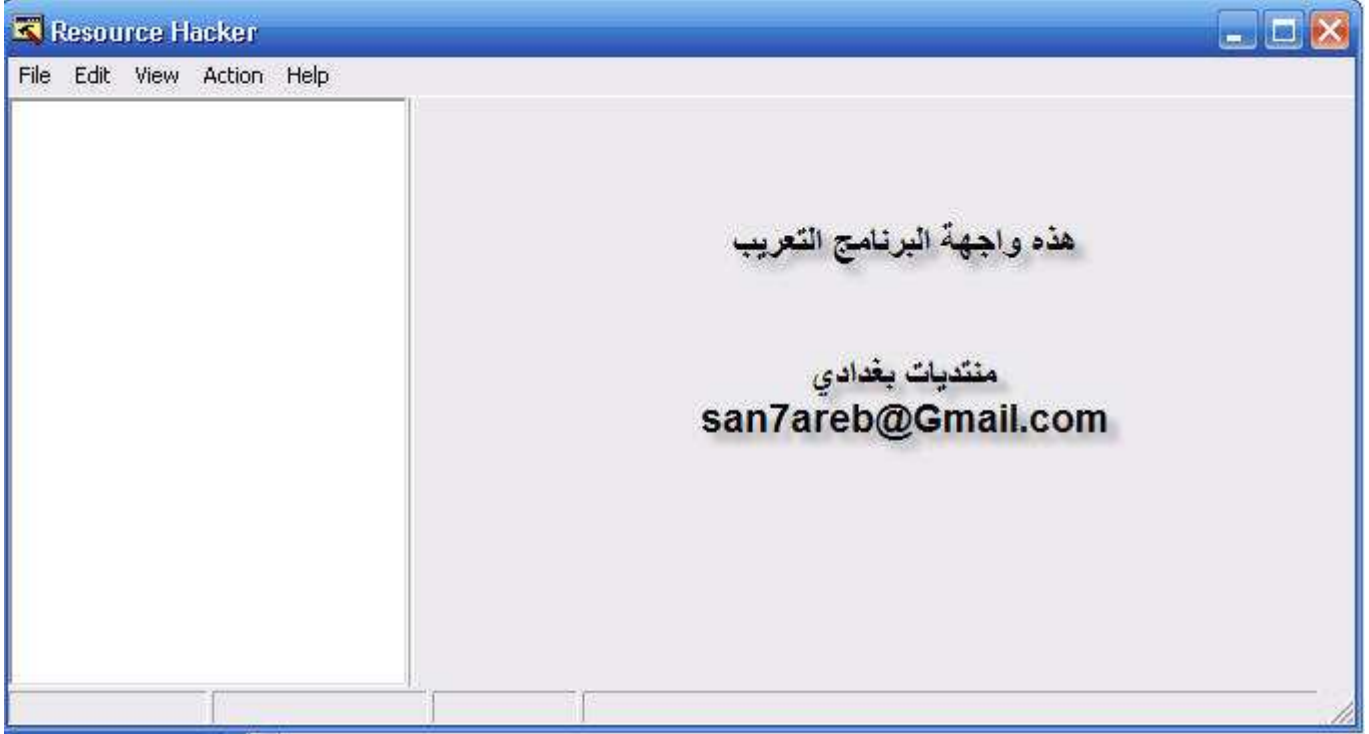 Resource Hacker
File Edit View Action Help
هذه واجهة البرنامج التعريب
منتديات بغدادي
san7areb@Gmail.com